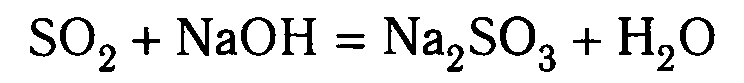 SO₂ + NaOH = Na₂SO₃ + H₂O